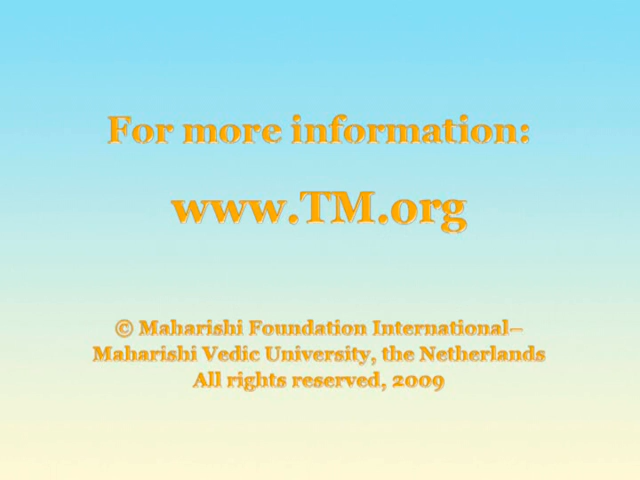 For more information:
www.TM.org
© Maharishi Foundation International–
Maharishi Vedic University, the Netherlands
All rights reserved, 2009